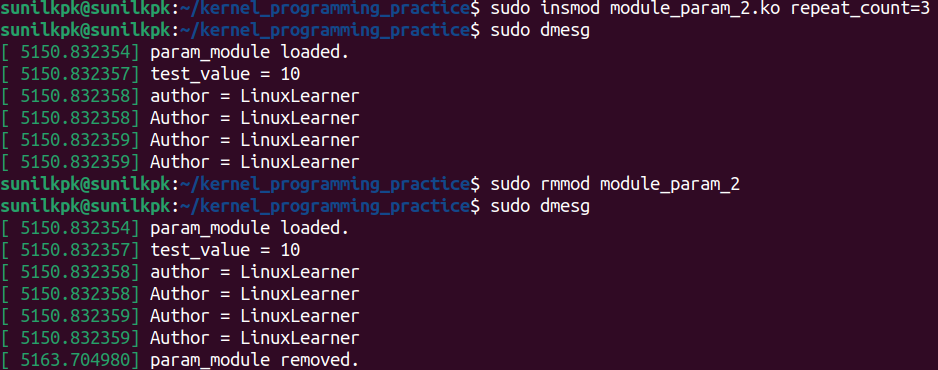 sunilkpk@sunilkpk:~/kernel_programming_practice$ sudo insmod module_param_2.ko repeat_count=3
sunilkpk@sunilkpk:~/kernel_programming_practice$ sudo dmesg
[ 5150.832354] param_module loaded.
[ 5150.832357] test_value = 10
[ 5150.832358] author = LinuxLearner
[ 5150.832358] Author = LinuxLearner
[ 5150.832359] Author = LinuxLearner
[ 5150.832359] Author = LinuxLearner
sunilkpk@sunilkpk:~/kernel_programming_practice$ sudo rmmod module_param_2
sunilkpk@sunilkpk:~/kernel_programming_practice$ sudo dmesg
[ 5150.832354] param_module loaded.
[ 5150.832357] test_value = 10
[ 5150.832358] author = LinuxLearner
[ 5150.832358] Author = LinuxLearner
[ 5150.832359] Author = LinuxLearner
[ 5150.832359] Author = LinuxLearner
[ 5163.704980] param_module removed.